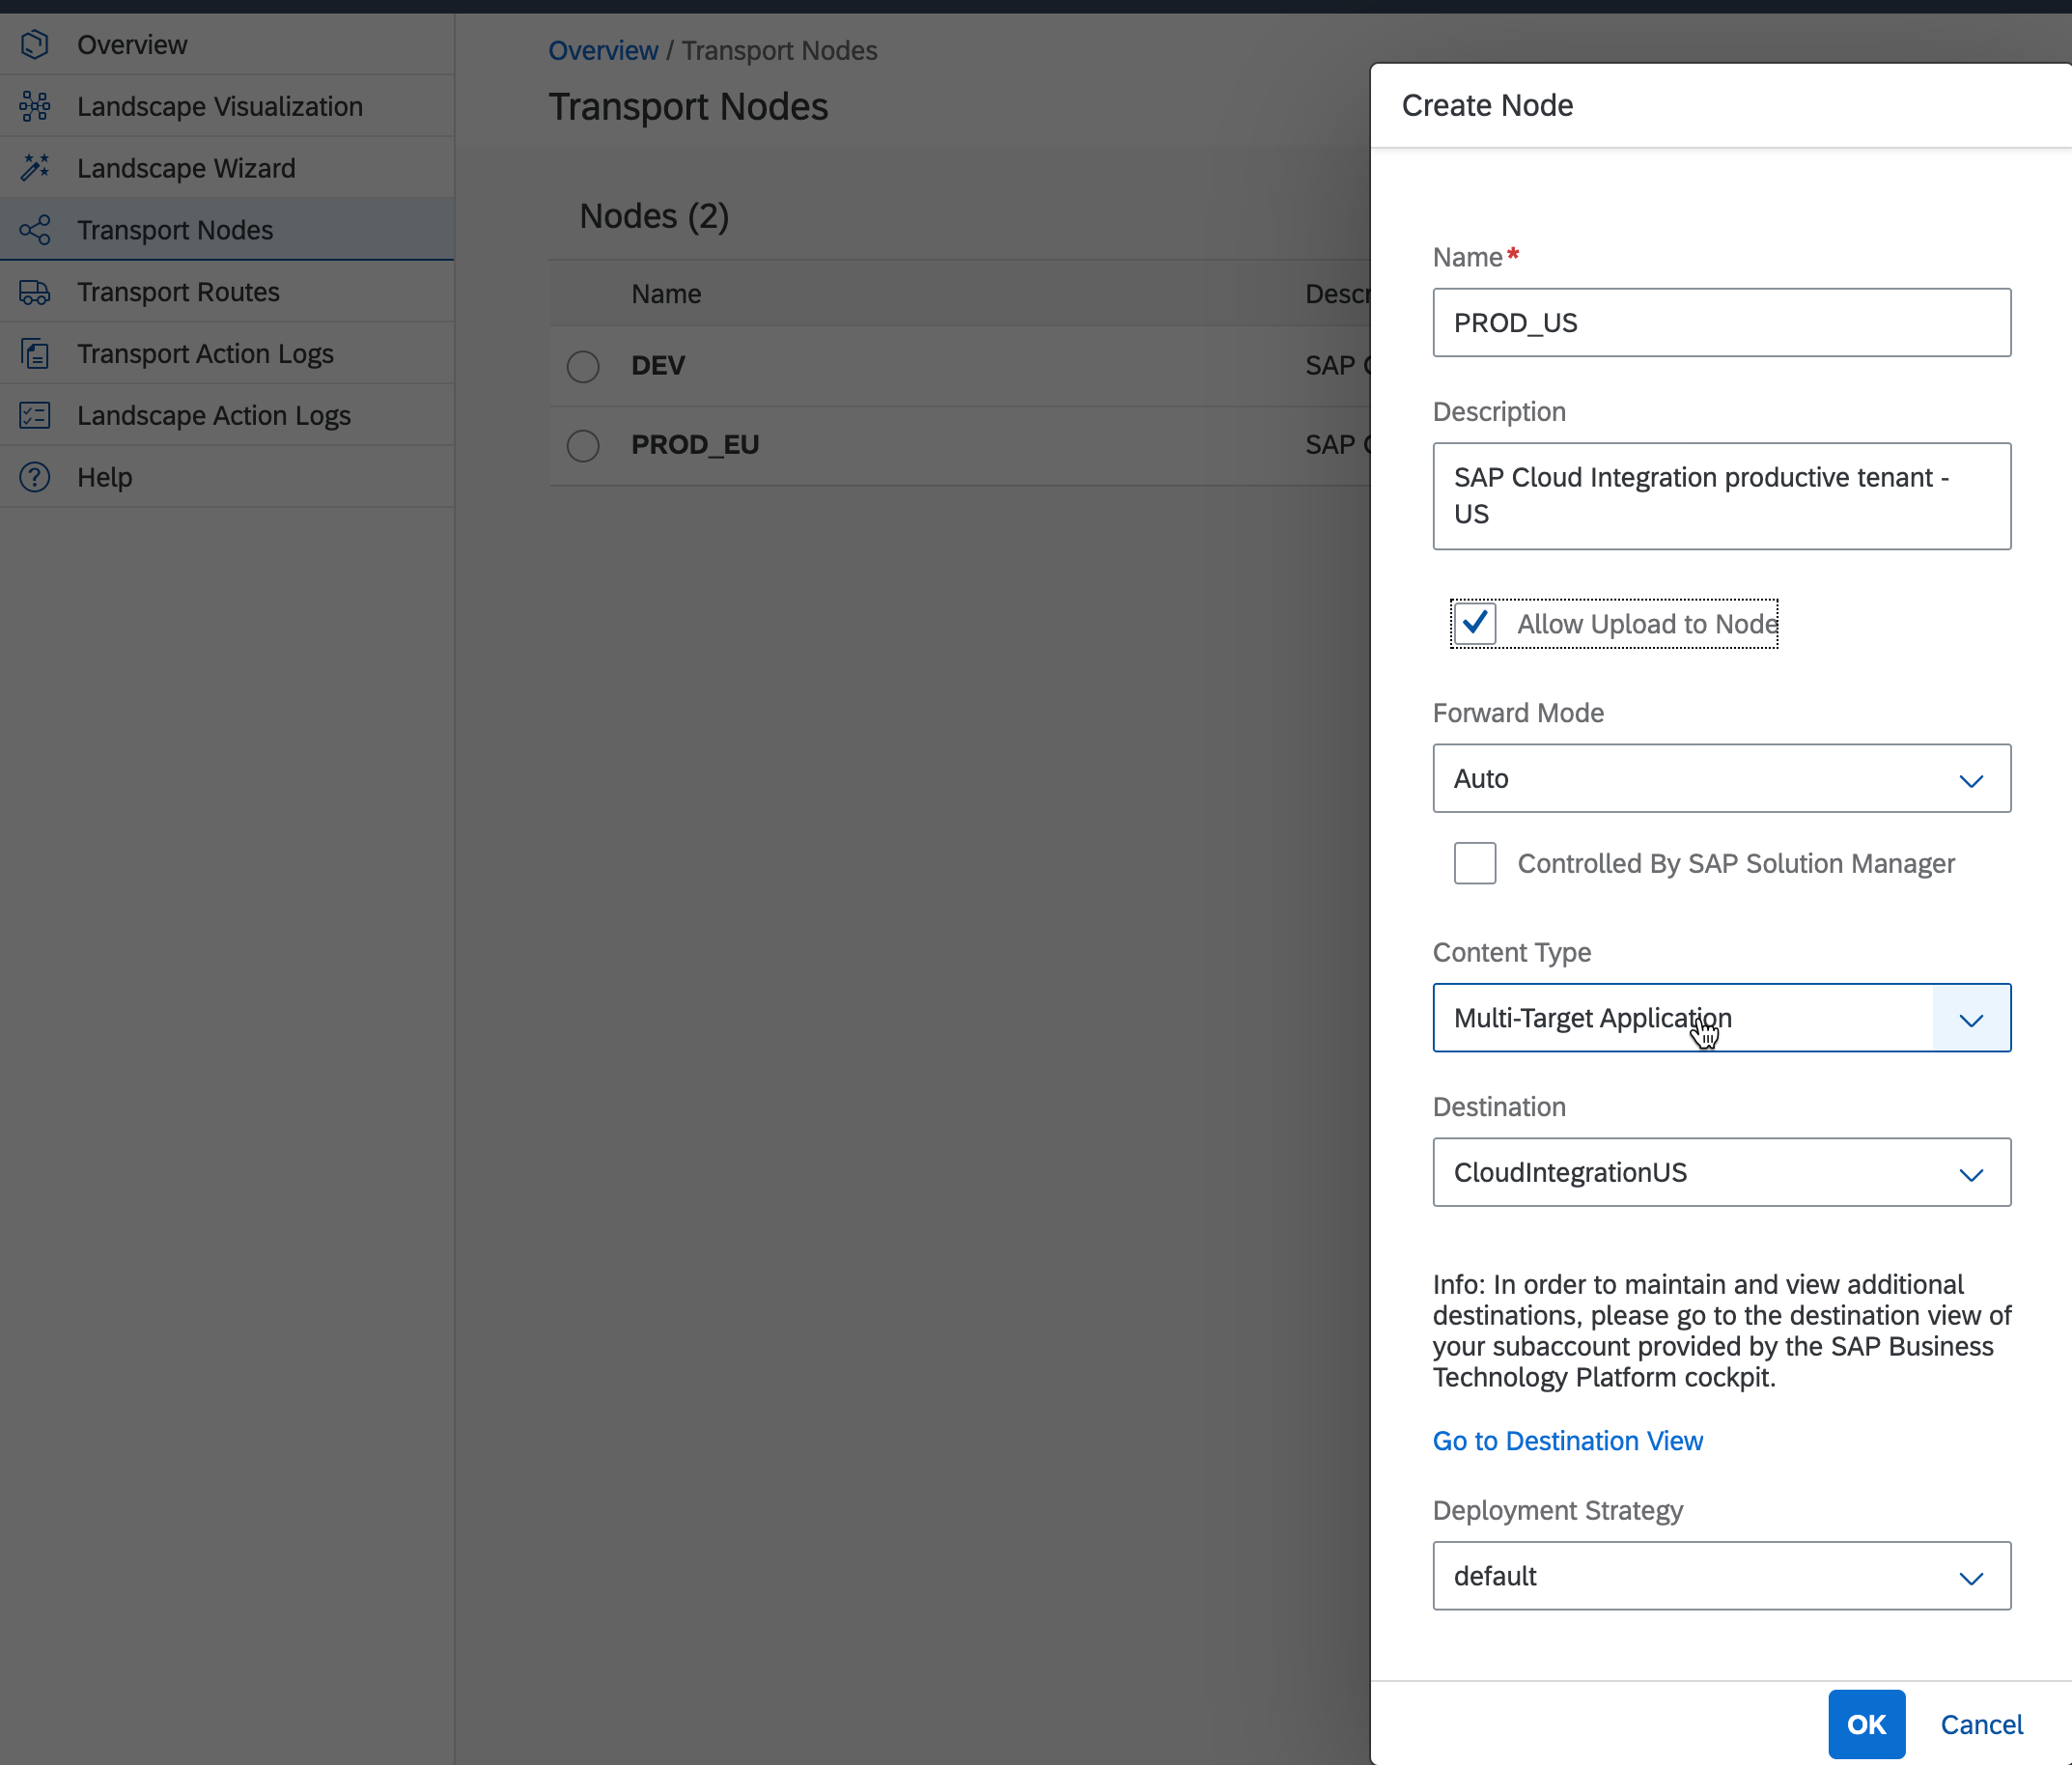 Overview
Landscape Visualization
Landscape Wizard
Transport Nodes
Transport Routes
Transport Action Logs
Landscape Action Logs
Help
Overview / Transport Nodes
Transport Nodes
Nodes (2)
Name Descr
DEV SAP
PROD_EU SAP
Create Node
Name*
PROD_US
Description
SAP Cloud Integration productive tenant -
US
Allow Upload to Node
Forward Mode
Auto
Controlled By SAP Solution Manager
Content Type
Multi-Target Application
Destination
CloudIntegrationUS
Info: In order to maintain and view additional
destinations, please go to the destination view of
your subaccount provided by the SAP Business
Technology Platform cockpit.
Go to Destination View
Deployment Strategy
default
OK Cancel